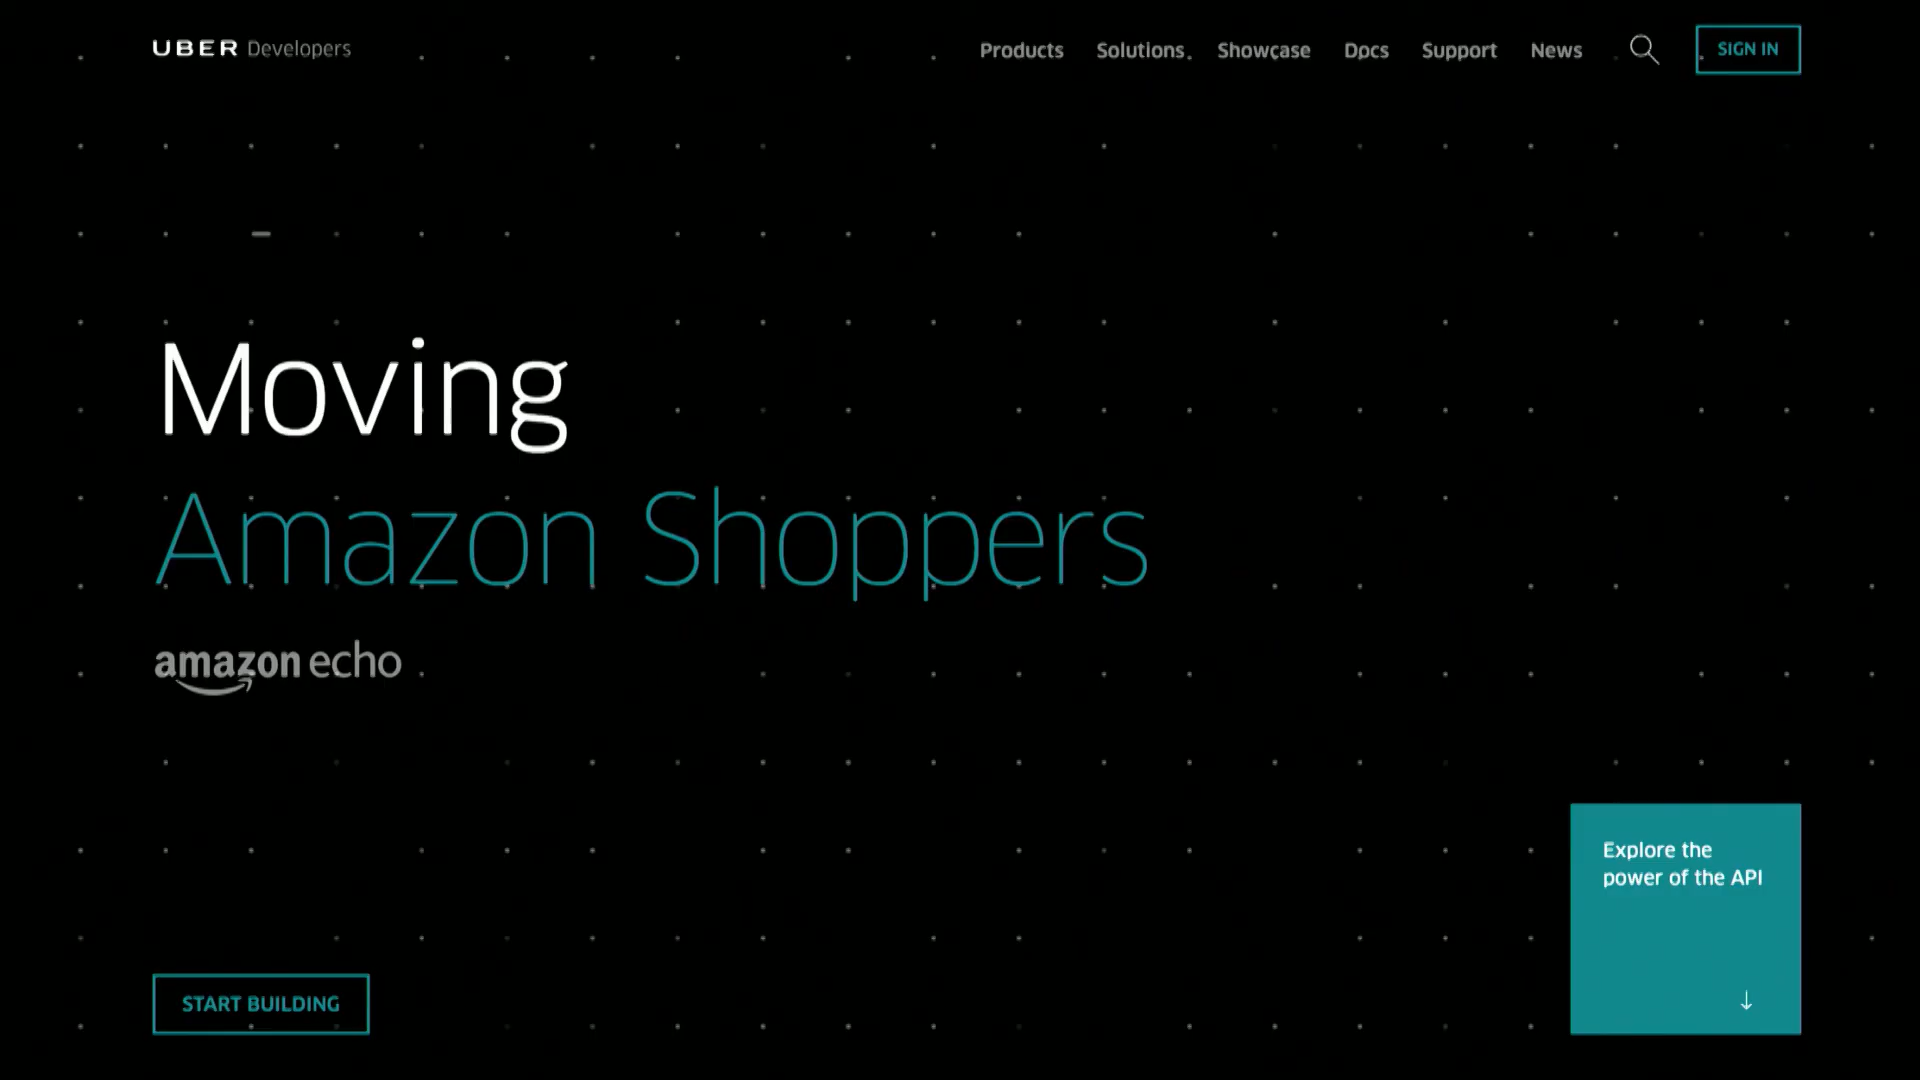 UBER Developers
Products Solutions Showcase Docs Support News SIGN IN
Moving
Amazon Shoppers
amazon echo
Explore the
power of the API
START BUILDING